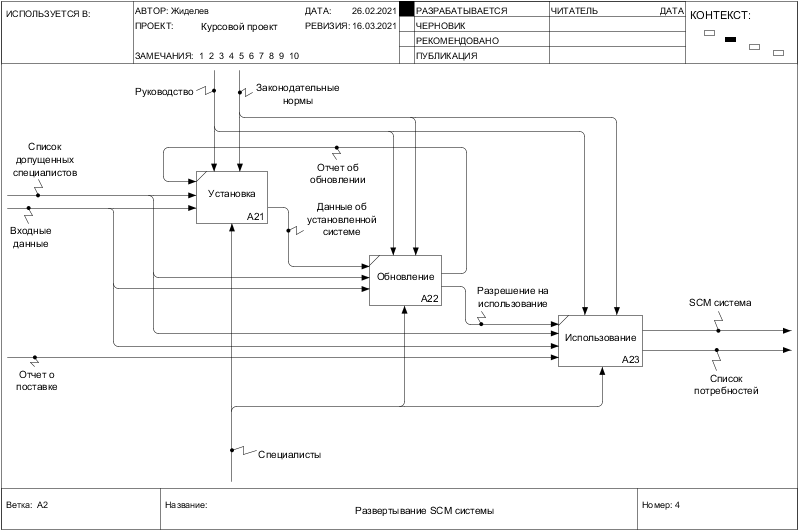 ИСПОЛЬЗУЕТСЯ В:
АВТОР: Жиделев
ДАТА: 26.02.2021
ПРОЕКТ: Курсовой проект
РЕВИЗИЯ: 16.03.2021
ЗАМЕЧАНИЯ: 1 2 3 4 5 6 7 8 9 10
РАЗРАБАТЫВАЕТСЯ
ЧЕРНОВИК
РЕКОМЕНДОВАНО
ПУБЛИКАЦИЯ
ЧИТАТЕЛЬ
ДАТА
КОНТЕКСТ:
Руководство
Законодательные
нормы
Список
допущенных
специалистов
Отчет об
обновлении
Установка
A21
Данные об
установленной
системе
Входные
данные
Обновление
A22
Разрешение на
использование
SCM система
Использование
A23
Отчет о
поставке
Список
потребностей
Специалисты
Ветка: A2
Название:
Развертывание SCM системы
Номер: 4